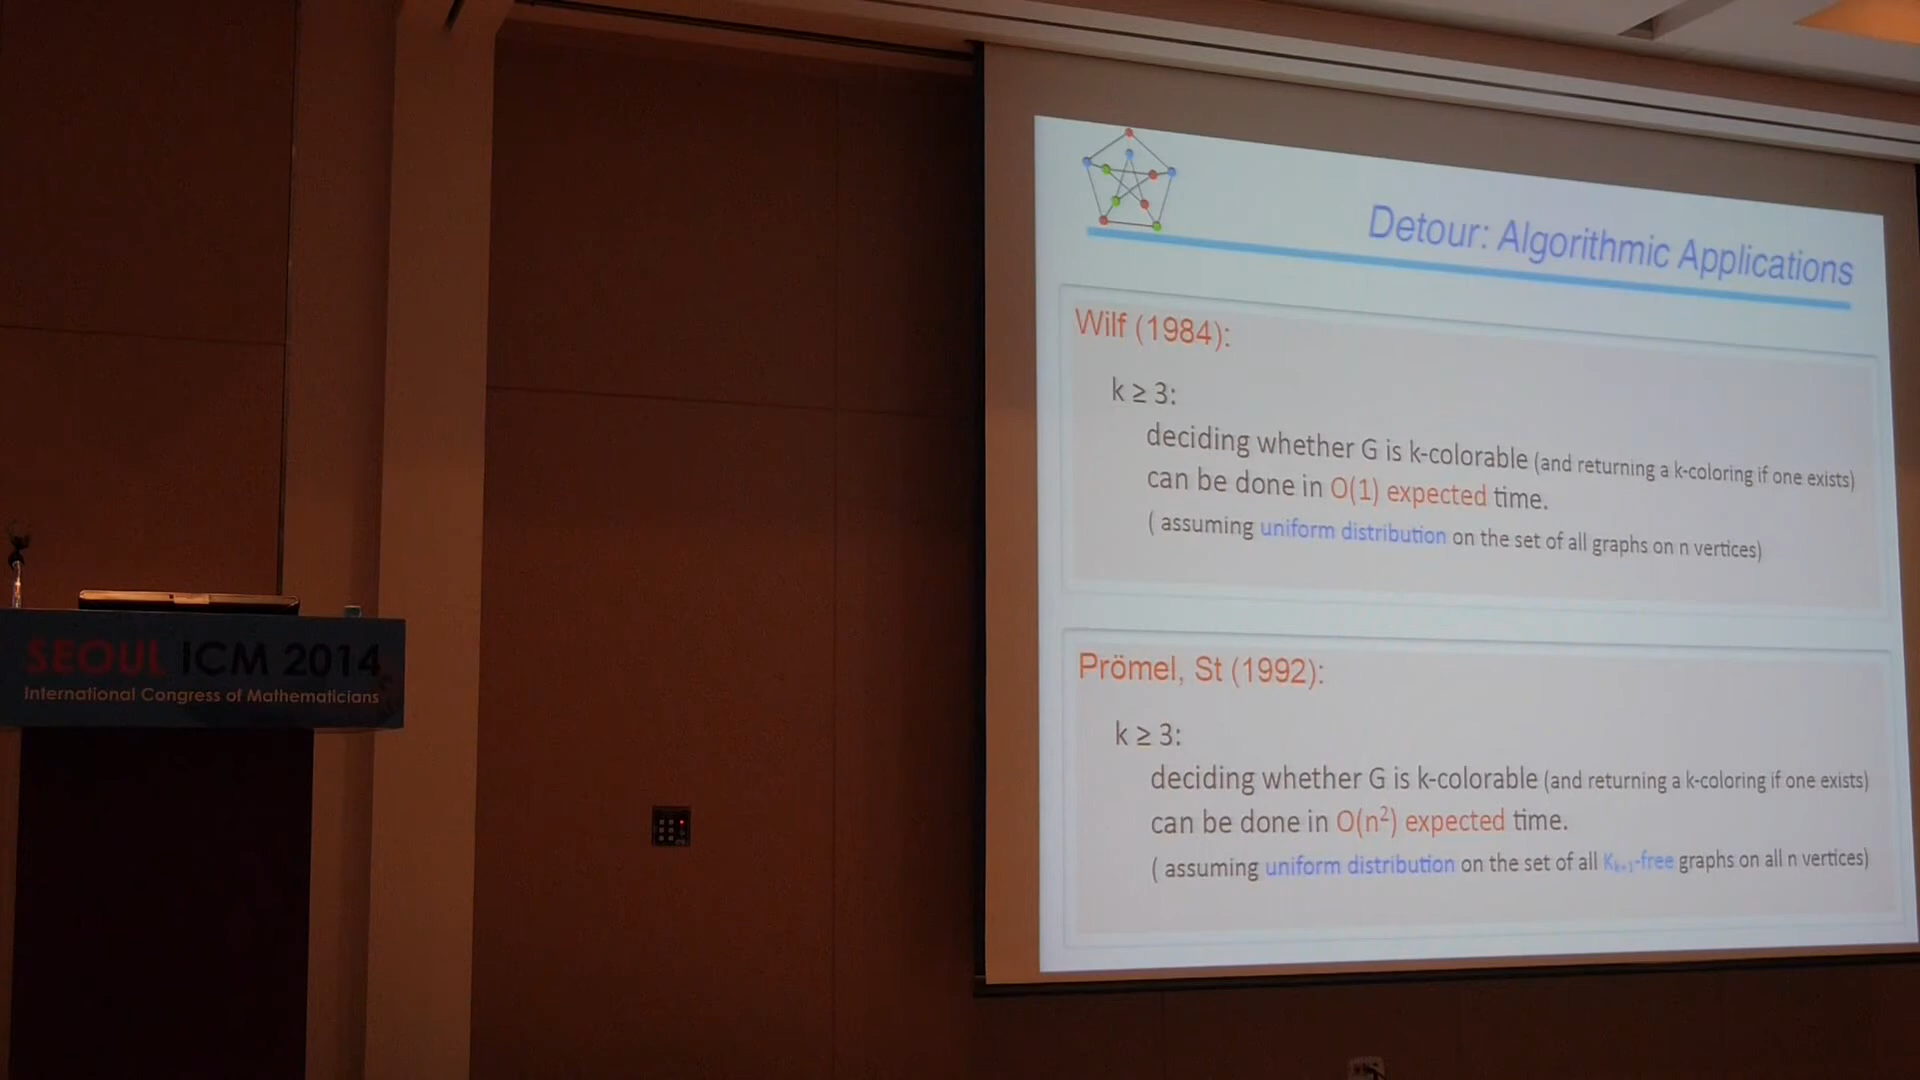 Detour: Algorithmic Applications
Wilf (1984):
k ≥ 3:
deciding whether G is k-colorable (and returning a k-coloring if one exists)
can be done in O(1) expected time.
( assuming uniform distribution on the set of all graphs on n vertices)
Prömel, St (1992):
k ≥ 3:
deciding whether G is k-colorable (and returning a k-coloring if one exists)
can be done in O(n²) expected time.
( assuming uniform distribution on the set of all Kₖ₊₁-free graphs on all n vertices)
SEOUL ICM 2014
International Congress of Mathematicians